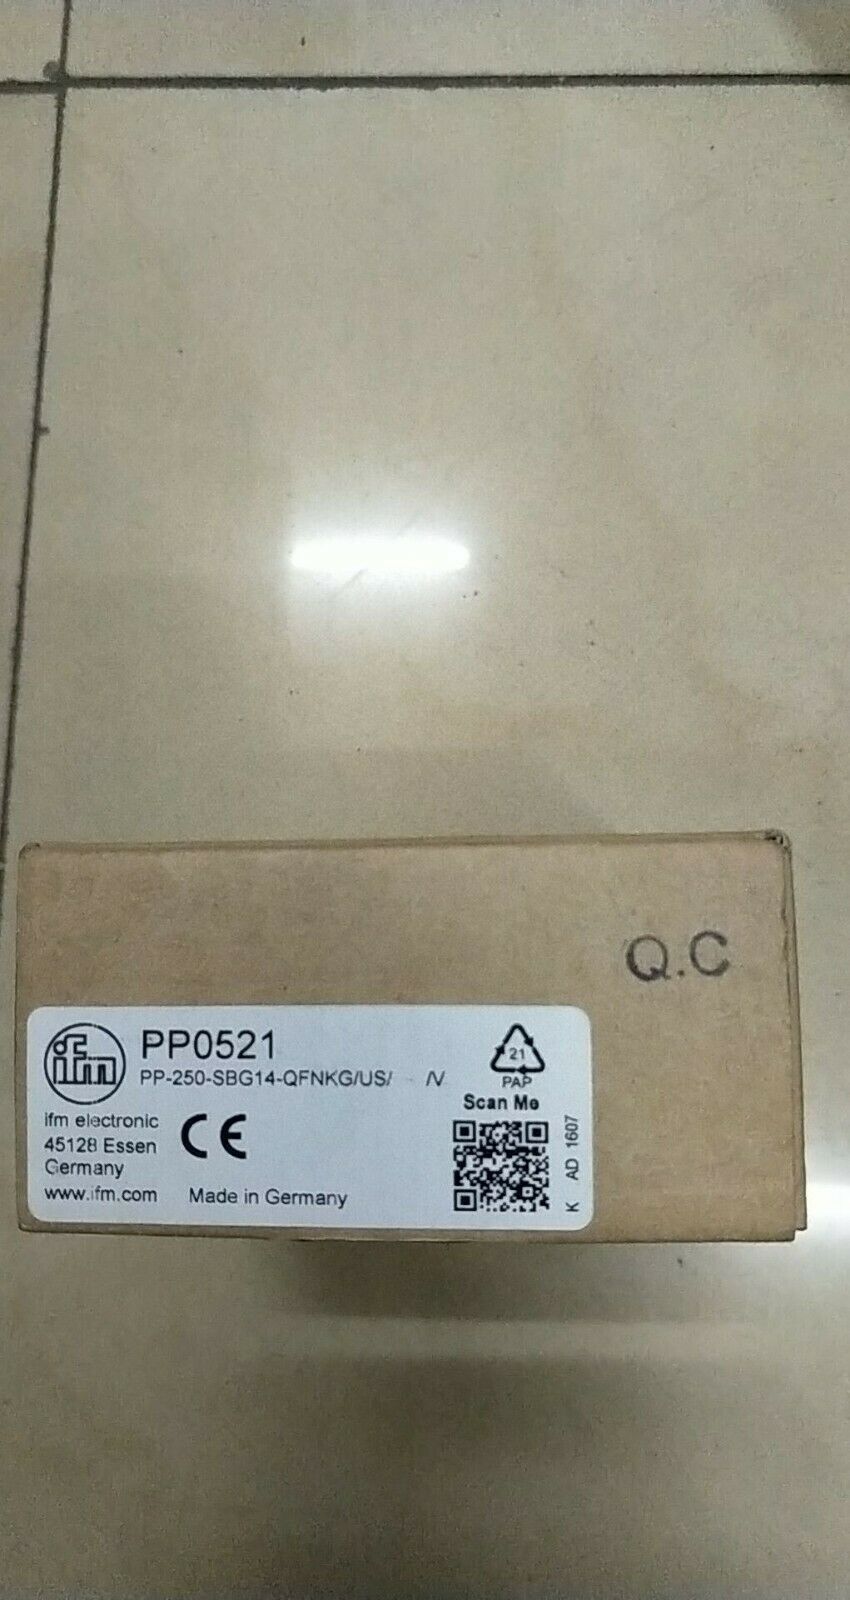 Q.C
ifm
PP0521
PP-250-SBG14-QFNKG/US/ - /V
21
PAP
Scan Me
ifm electronic
45128 Essen
Germany
www.ifm.com
CE
Made in Germany
K AD 1607